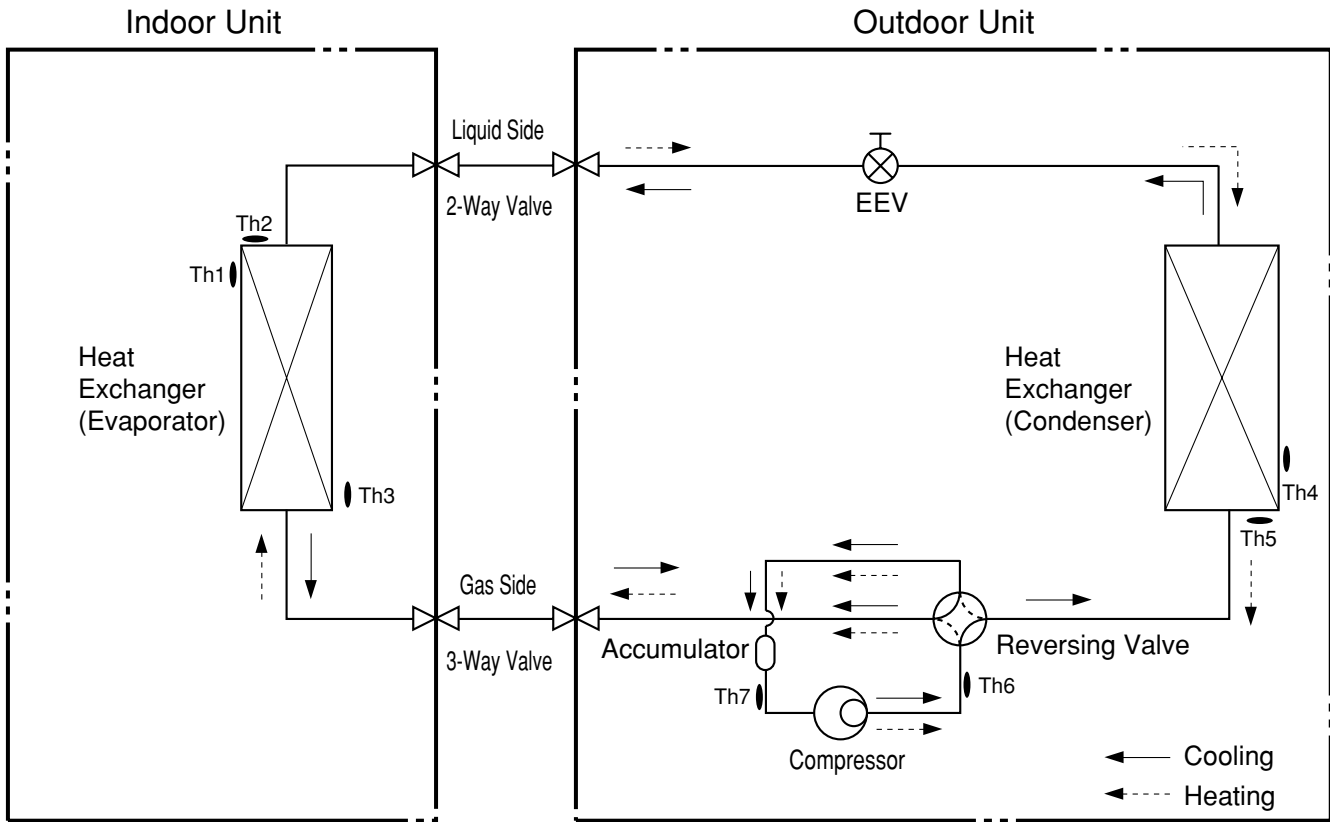 Indoor Unit
Outdoor Unit
Liquid Side
2-Way Valve
EEV
Th2
Th1
Heat
Exchanger
(Evaporator)
Heat
Exchanger
(Condenser)
Th3
Th4
Th5
Gas Side
3-Way Valve
Accumulator
Reversing Valve
Th7
Th6
Compressor
Cooling
Heating